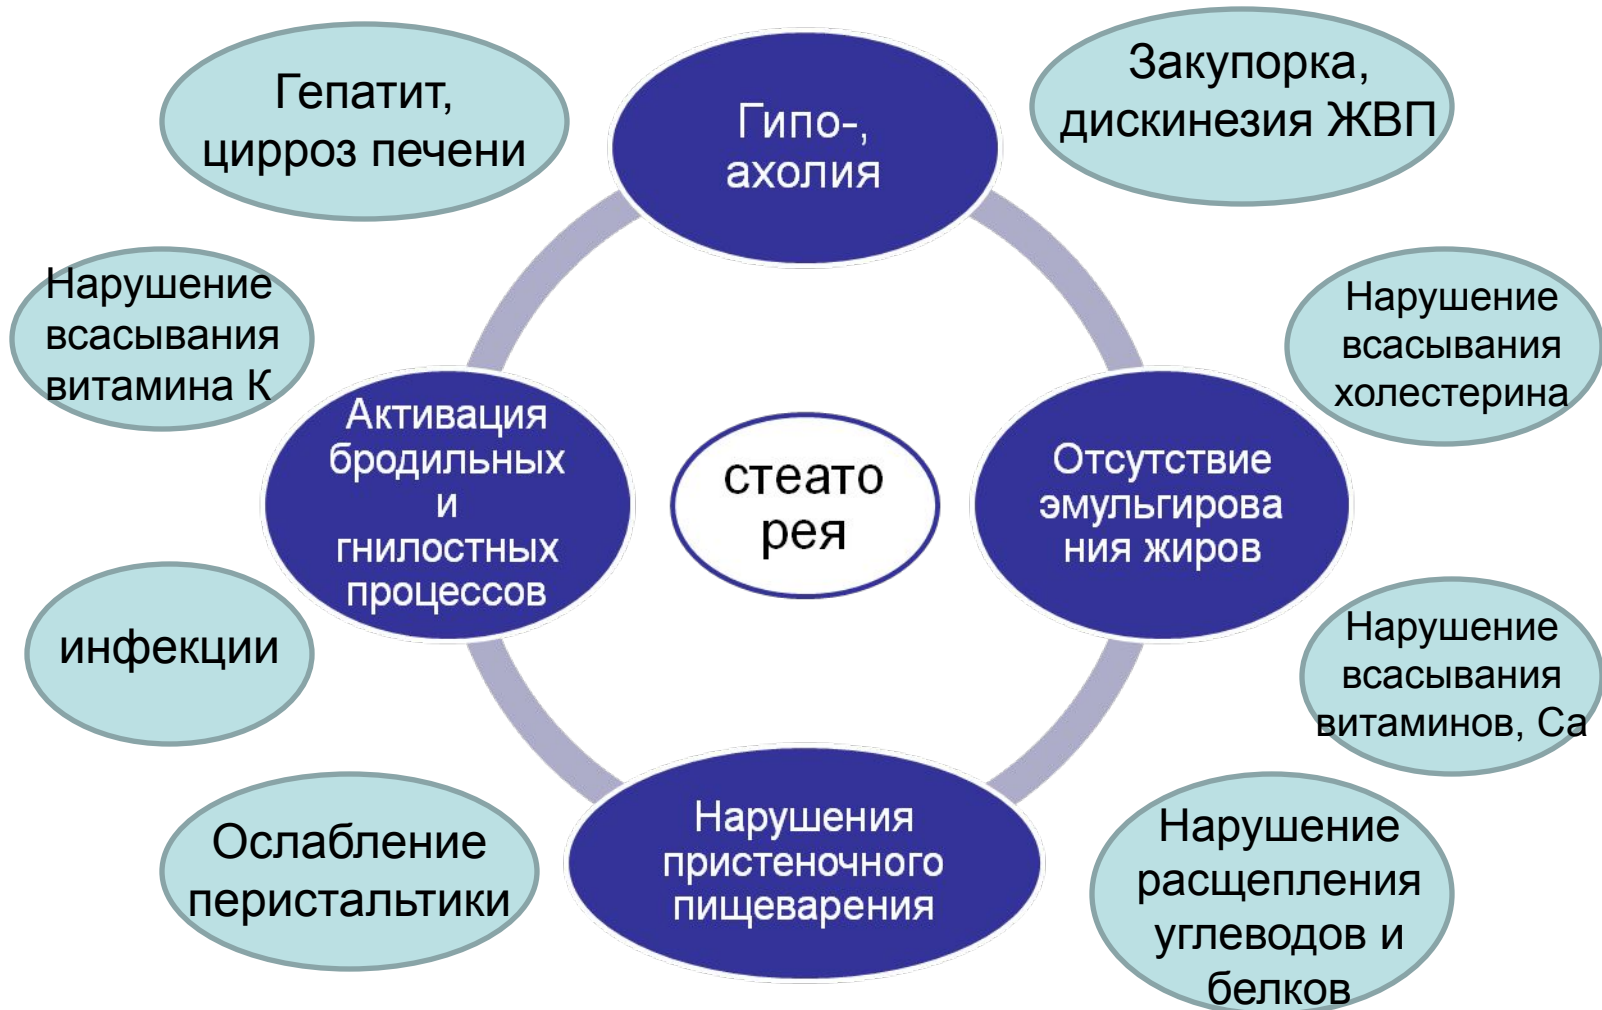 Гепатит,
цирроз печени
Гипо-,
ахолия
Закупорка,
дискинезия ЖВП
Нарушение
всасывания
витамина К
Нарушение
всасывания
холестерина
Активация
бродильных
и
гнилостных
процессов
стеато
рея
Отсутствие
эмульгирова
ния жиров
инфекции
Нарушение
всасывания
витаминов, Са
Ослабление
перистальтики
Нарушения
пристеночного
пищеварения
Нарушение
расщепления
углеводов и
белков